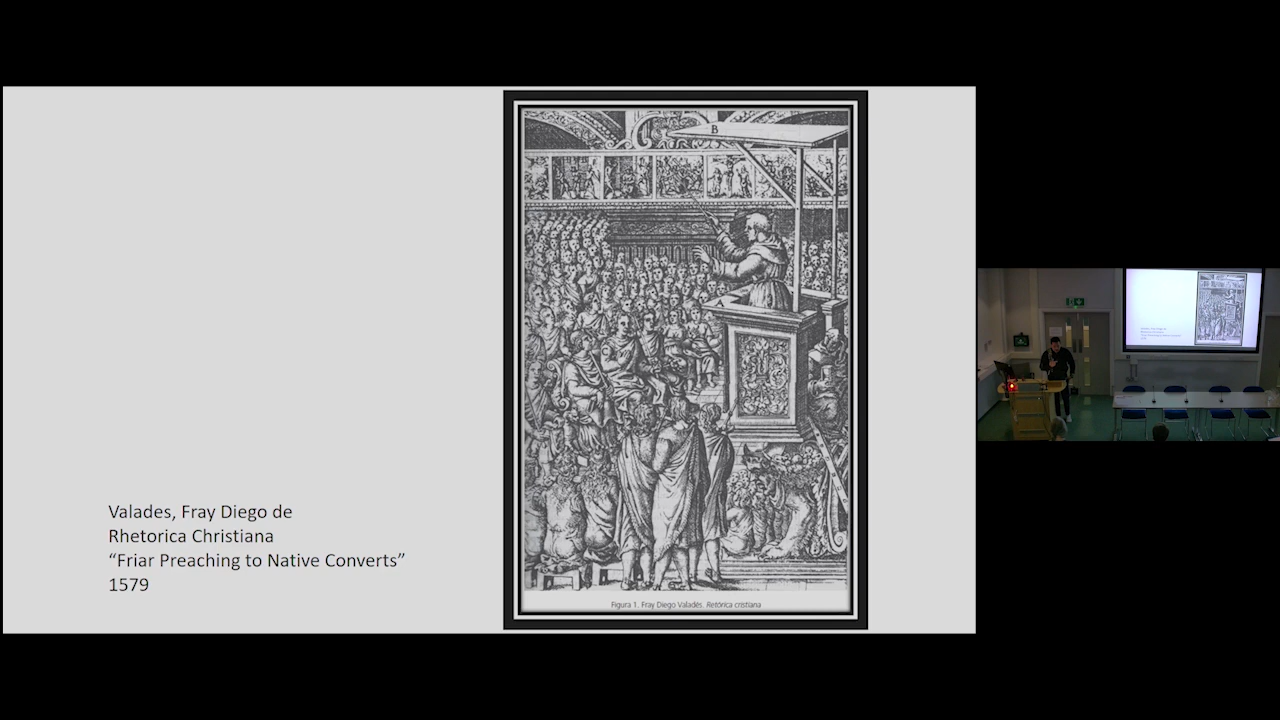 Valades, Fray Diego de
Rhetorica Christiana
“Friar Preaching to Native Converts”
1579
B
A
Figura 1. Fray Diego Valadés. Retórica cristiana